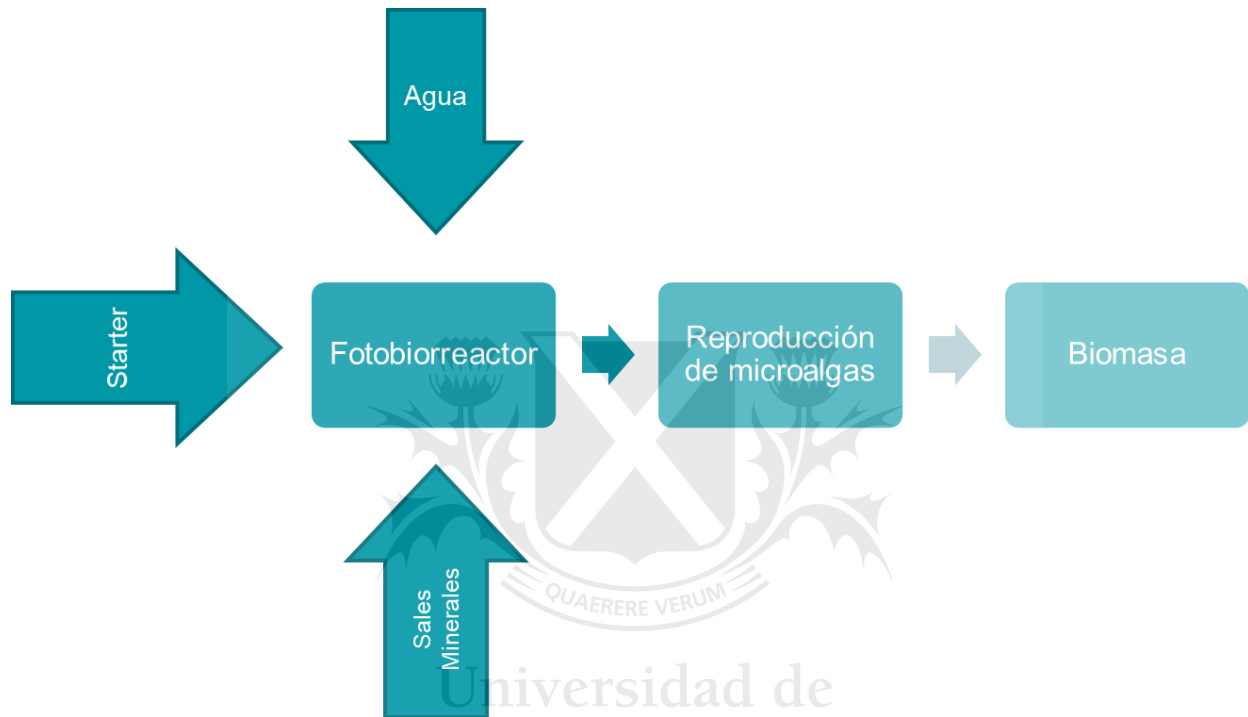 Agua
Starter
Fotobiorreactor
Reproducción
de microalgas
Biomasa
Sales
Minerales
QUAERERE VERUM
Universidad de